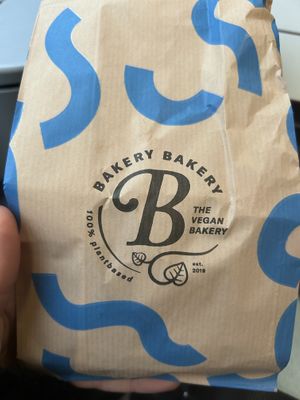 BAKERY BAKERY
B
THE
VEGAN
BAKERY
100% plantbased
est.
2018